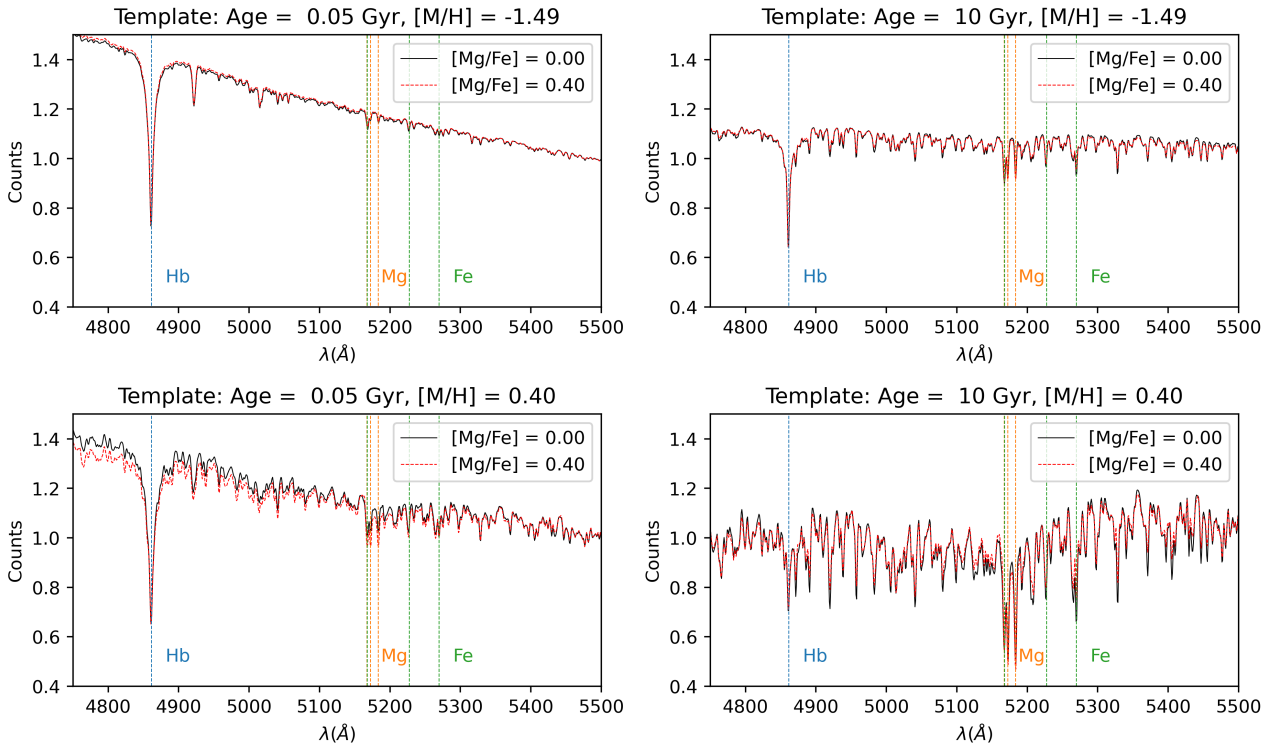 Template: Age =  0.05 Gyr, [M/H] = -1.49
Counts
1.4
1.2
1.0
0.8
0.6
0.4
[Mg/Fe] = 0.00
[Mg/Fe] = 0.40
Hb
Mg
Fe
4800 4900 5000 5100 5200 5300 5400 5500
λ(Å)
Template: Age =  10 Gyr, [M/H] = -1.49
Counts
1.4
1.2
1.0
0.8
0.6
0.4
[Mg/Fe] = 0.00
[Mg/Fe] = 0.40
Hb
Mg
Fe
4800 4900 5000 5100 5200 5300 5400 5500
λ(Å)
Template: Age =  0.05 Gyr, [M/H] = 0.40
Counts
1.4
1.2
1.0
0.8
0.6
0.4
[Mg/Fe] = 0.00
[Mg/Fe] = 0.40
Hb
Mg
Fe
4800 4900 5000 5100 5200 5300 5400 5500
λ(Å)
Template: Age =  10 Gyr, [M/H] = 0.40
Counts
1.4
1.2
1.0
0.8
0.6
0.4
[Mg/Fe] = 0.00
[Mg/Fe] = 0.40
Hb
Mg
Fe
4800 4900 5000 5100 5200 5300 5400 5500
λ(Å)